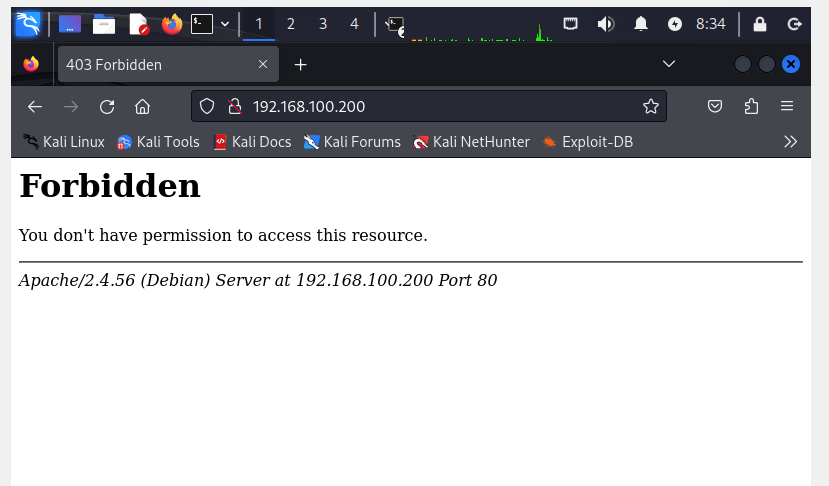 1 2 3 4 8:34
403 Forbidden
192.168.100.200
Kali Linux Kali Tools Kali Docs Kali Forums Kali NetHunter Exploit-DB
Forbidden
You don't have permission to access this resource.
Apache/2.4.56 (Debian) Server at 192.168.100.200 Port 80